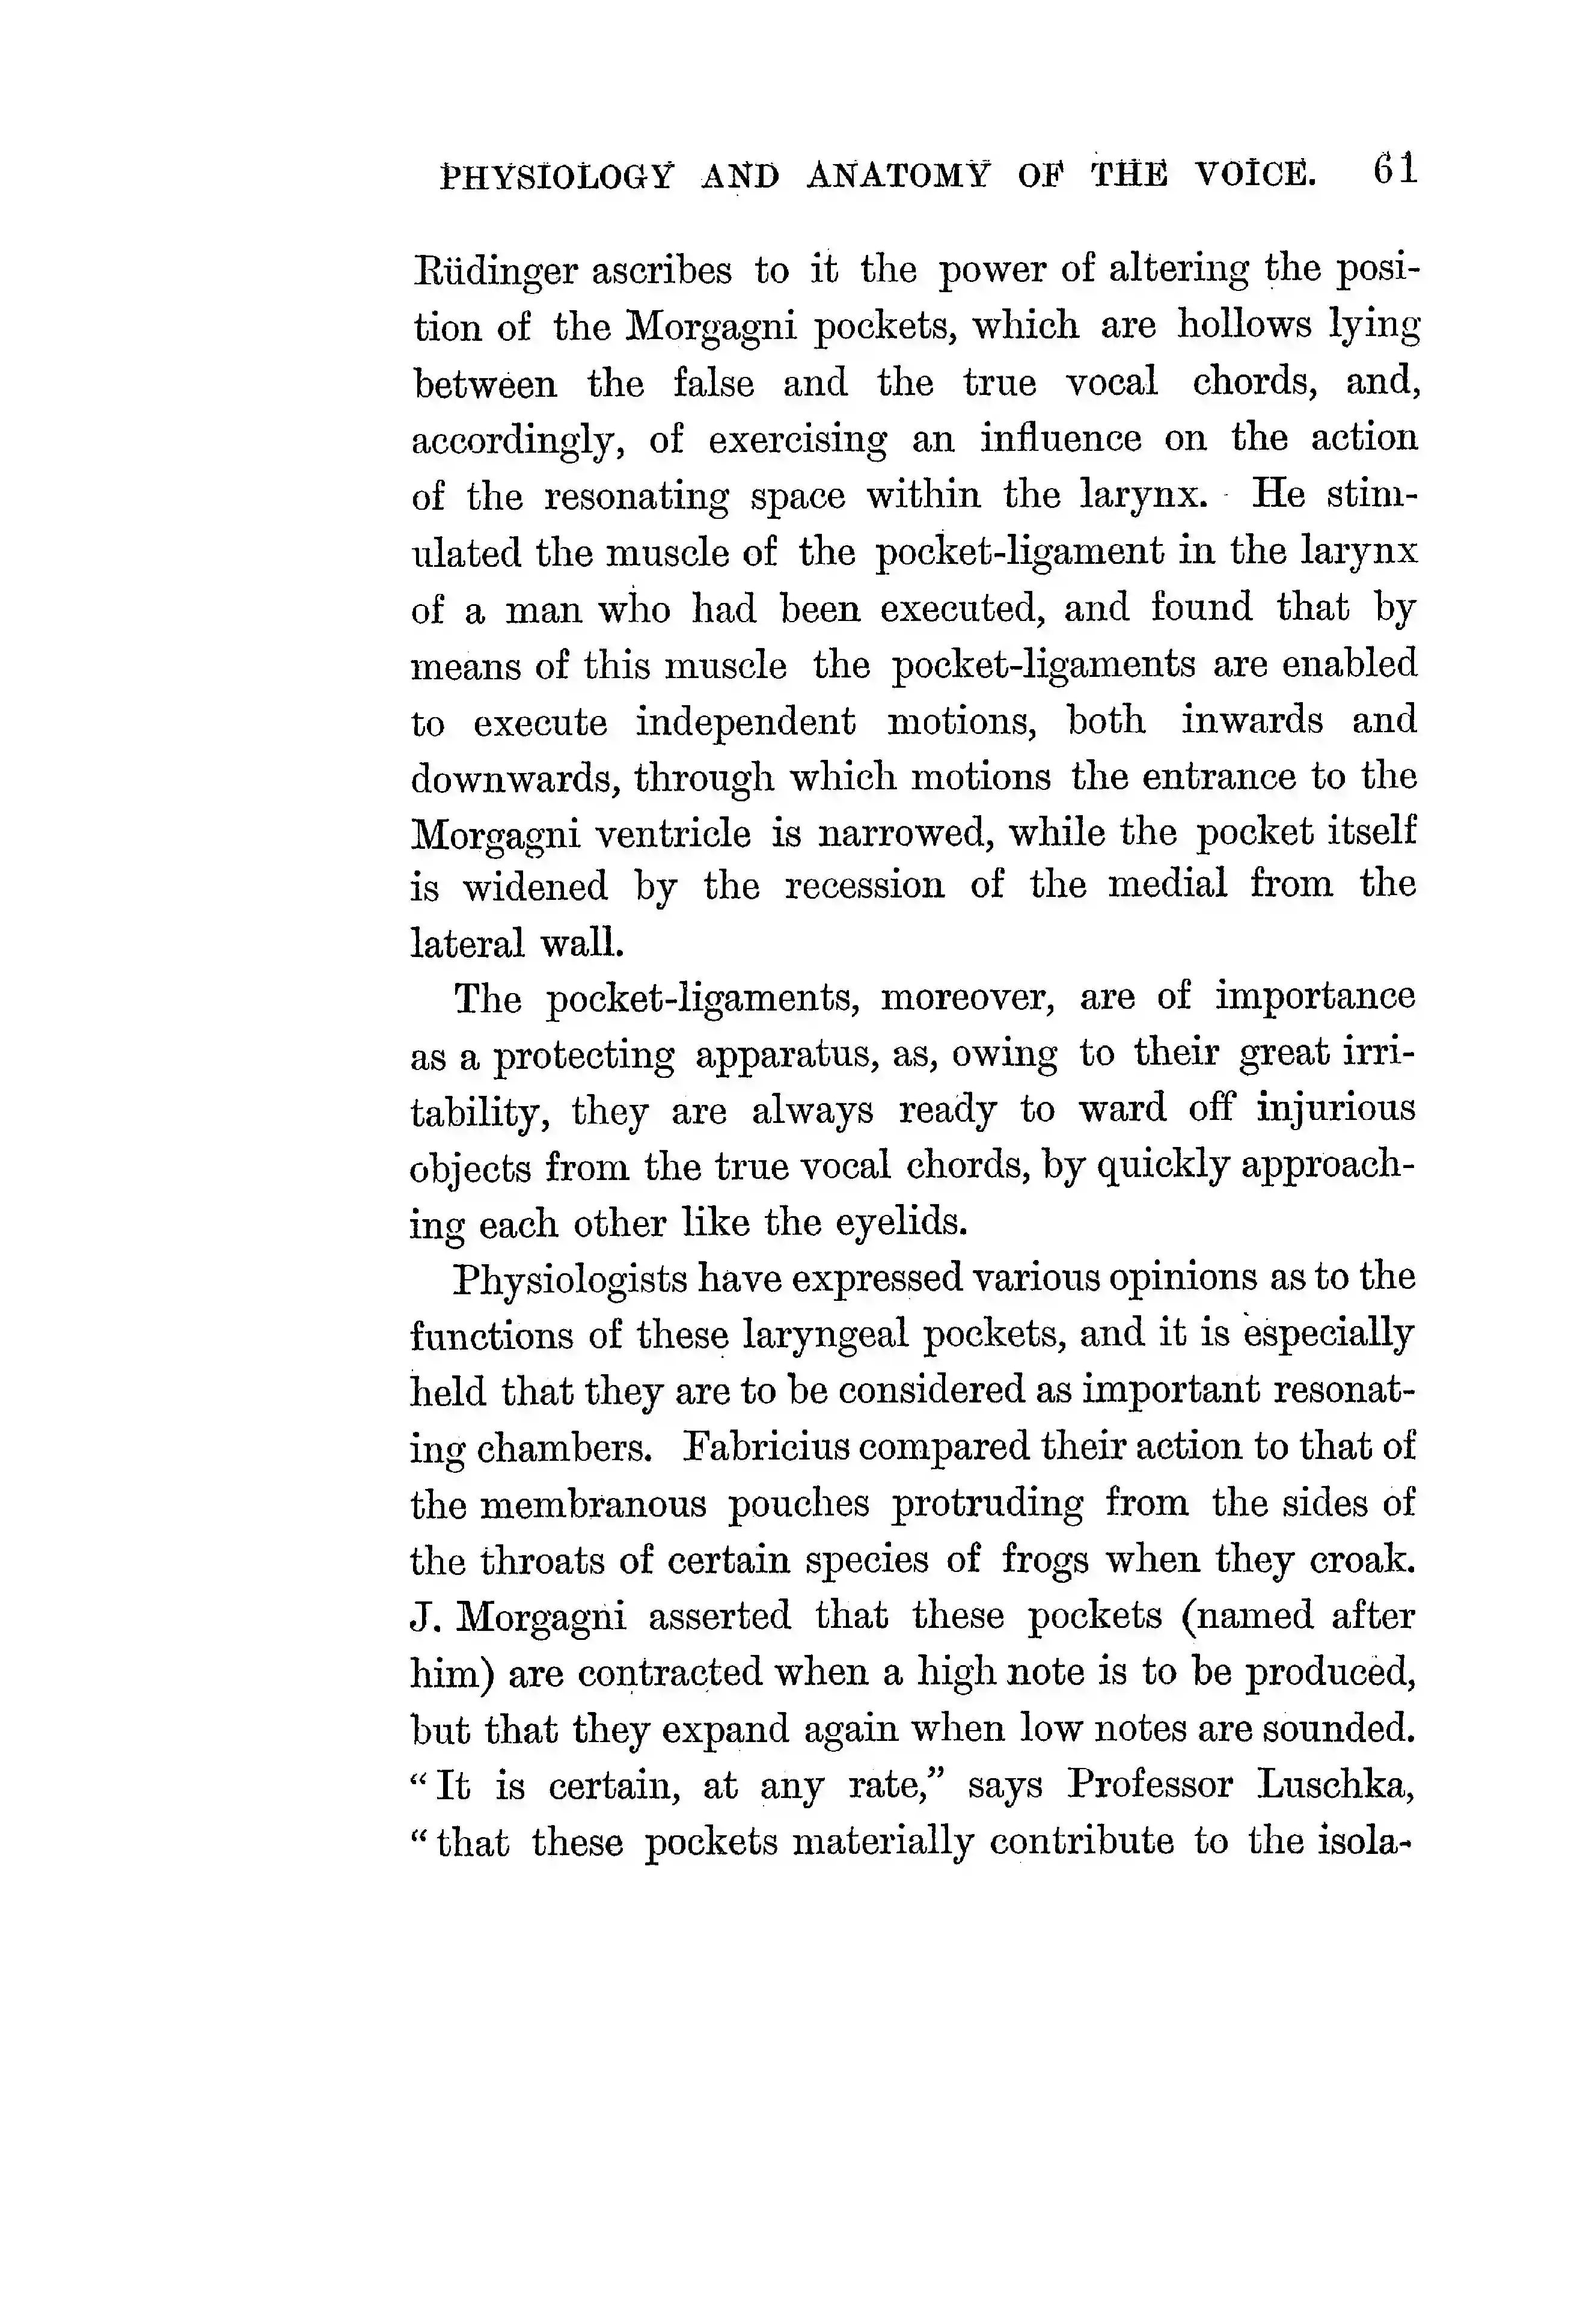 PHYSIOLOGY AND ANATOMY OF THE VOICE. 61
Rüdinger ascribes to it the power of altering the posi-
tion of the Morgagni pockets, which are hollows lying
between the false and the true vocal chords, and,
accordingly, of exercising an influence on the action
of the resonating space within the larynx. He stim-
ulated the muscle of the pocket-ligament in the larynx
of a man who had been executed, and found that by
means of this muscle the pocket-ligaments are enabled
to execute independent motions, both inwards and
downwards, through which motions the entrance to the
Morgagni ventricle is narrowed, while the pocket itself
is widened by the recession of the medial from the
lateral wall.
The pocket-ligaments, moreover, are of importance
as a protecting apparatus, as, owing to their great irri-
tability, they are always ready to ward off injurious
objects from the true vocal chords, by quickly approach-
ing each other like the eyelids.
Physiologists have expressed various opinions as to the
functions of these laryngeal pockets, and it is especially
held that they are to be considered as important resonat-
ing chambers. Fabricius compared their action to that of
the membranous pouches protruding from the sides of
the throats of certain species of frogs when they croak.
J. Morgagni asserted that these pockets (named after
him) are contracted when a high note is to be produced,
but that they expand again when low notes are sounded.
“It is certain, at any rate,” says Professor Luschka,
“that these pockets materially contribute to the isola-